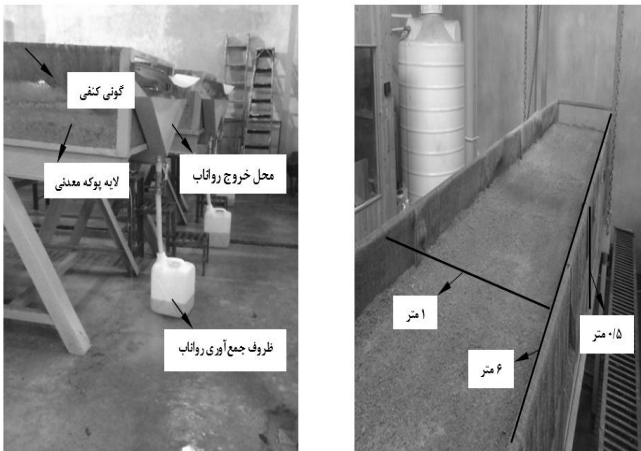 گونی کنفی
لایه پوکه معدنی
محل خروج رواناب
ظروف جمع‌آوری رواناب
۱ متر
۰/۵ متر
۶ متر